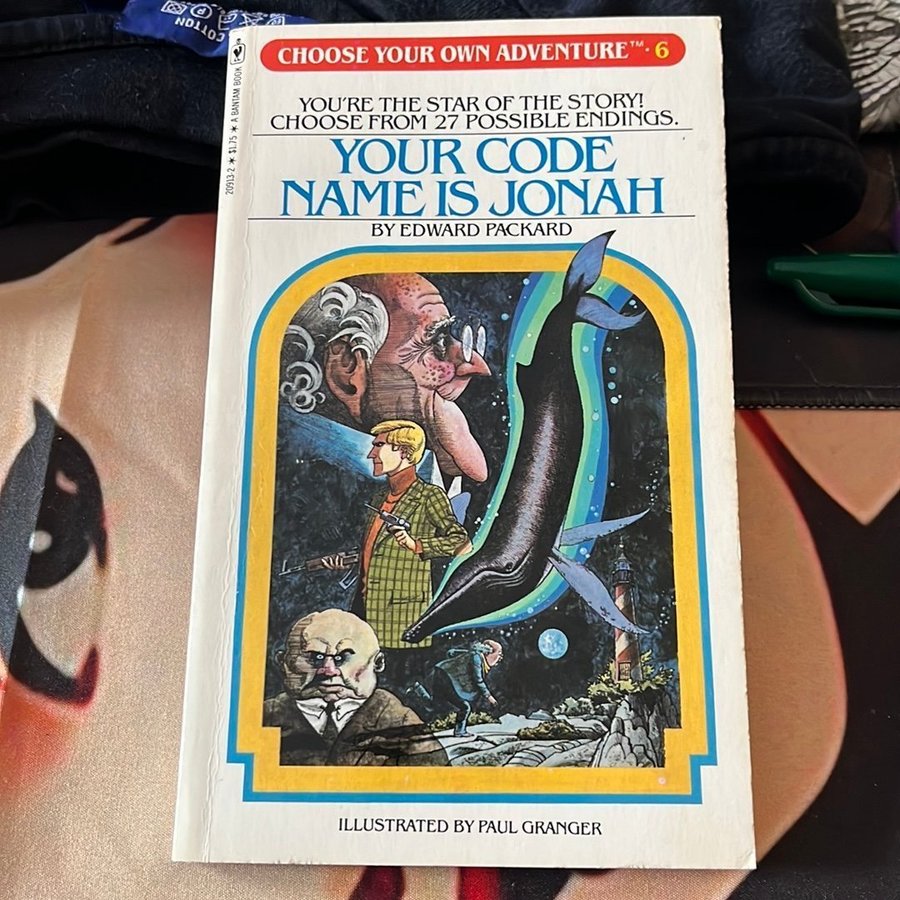 COTTON
CHOOSE YOUR OWN ADVENTURE™·6
YOU'RE THE STAR OF THE STORY!
CHOOSE FROM 27 POSSIBLE ENDINGS.
YOUR CODE
NAME IS JONAH
BY EDWARD PACKARD
20913-2 * $1.75 * A BANTAM BOOK
ILLUSTRATED BY PAUL GRANGER